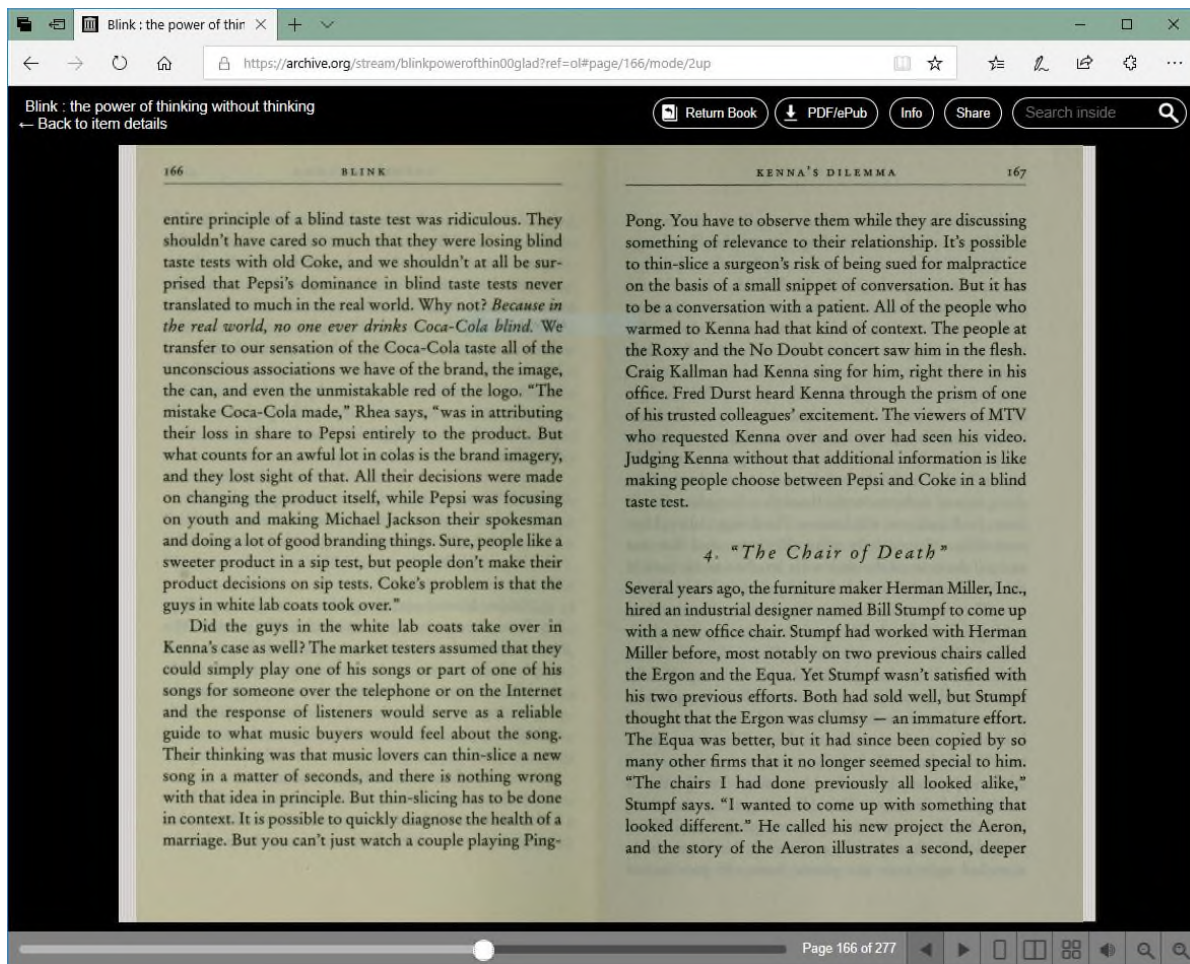 Blink : the power of thin
https://archive.org/stream/blinkpowerofthin00glad?ref=ol#page/166/mode/2up
Blink : the power of thinking without thinking
← Back to item details
Return Book
PDF/ePub
Info
Share
Search inside
166
BLINK
entire principle of a blind taste test was ridiculous. They
shouldn't have cared so much that they were losing blind
taste tests with old Coke, and we shouldn't at all be sur-
prised that Pepsi's dominance in blind taste tests never
translated to much in the real world. Why not? Because in
the real world, no one ever drinks Coca-Cola blind. We
transfer to our sensation of the Coca-Cola taste all of the
unconscious associations we have of the brand, the image,
the can, and even the unmistakable red of the logo. “The
mistake Coca-Cola made,” Rhea says, “was in attributing
their loss in share to Pepsi entirely to the product. But
what counts for an awful lot in colas is the brand imagery,
and they lost sight of that. All their decisions were made
on changing the product itself, while Pepsi was focusing
on youth and making Michael Jackson their spokesman
and doing a lot of good branding things. Sure, people like a
sweeter product in a sip test, but people don't make their
product decisions on sip tests. Coke's problem is that the
guys in white lab coats took over.”
Did the guys in the white lab coats take over in
Kenna's case as well? The market testers assumed that they
could simply play one of his songs or part of one of his
songs for someone over the telephone or on the Internet
and the response of listeners would serve as a reliable
guide to what music buyers would feel about the song.
Their thinking was that music lovers can thin-slice a new
song in a matter of seconds, and there is nothing wrong
with that idea in principle. But thin-slicing has to be done
in context. It is possible to quickly diagnose the health of a
marriage. But you can't just watch a couple playing Ping-
KENNA'S DILEMMA
167
Pong. You have to observe them while they are discussing
something of relevance to their relationship. It's possible
to thin-slice a surgeon's risk of being sued for malpractice
on the basis of a small snippet of conversation. But it has
to be a conversation with a patient. All of the people who
warmed to Kenna had that kind of context. The people at
the Roxy and the No Doubt concert saw him in the flesh.
Craig Kallman had Kenna sing for him, right there in his
office. Fred Durst heard Kenna through the prism of one
of his trusted colleagues' excitement. The viewers of MTV
who requested Kenna over and over had seen his video.
Judging Kenna without that additional information is like
making people choose between Pepsi and Coke in a blind
taste test.
4. “The Chair of Death”
Several years ago, the furniture maker Herman Miller, Inc.,
hired an industrial designer named Bill Stumpf to come up
with a new office chair. Stumpf had worked with Herman
Miller before, most notably on two previous chairs called
the Ergon and the Equa. Yet Stumpf wasn't satisfied with
his two previous efforts. Both had sold well, but Stumpf
thought that the Ergon was clumsy — an immature effort.
The Equa was better, but it had since been copied by so
many other firms that it no longer seemed special to him.
“The chairs I had done previously all looked alike,”
Stumpf says. “I wanted to come up with something that
looked different.” He called his new project the Aeron,
and the story of the Aeron illustrates a second, deeper
Page 166 of 277